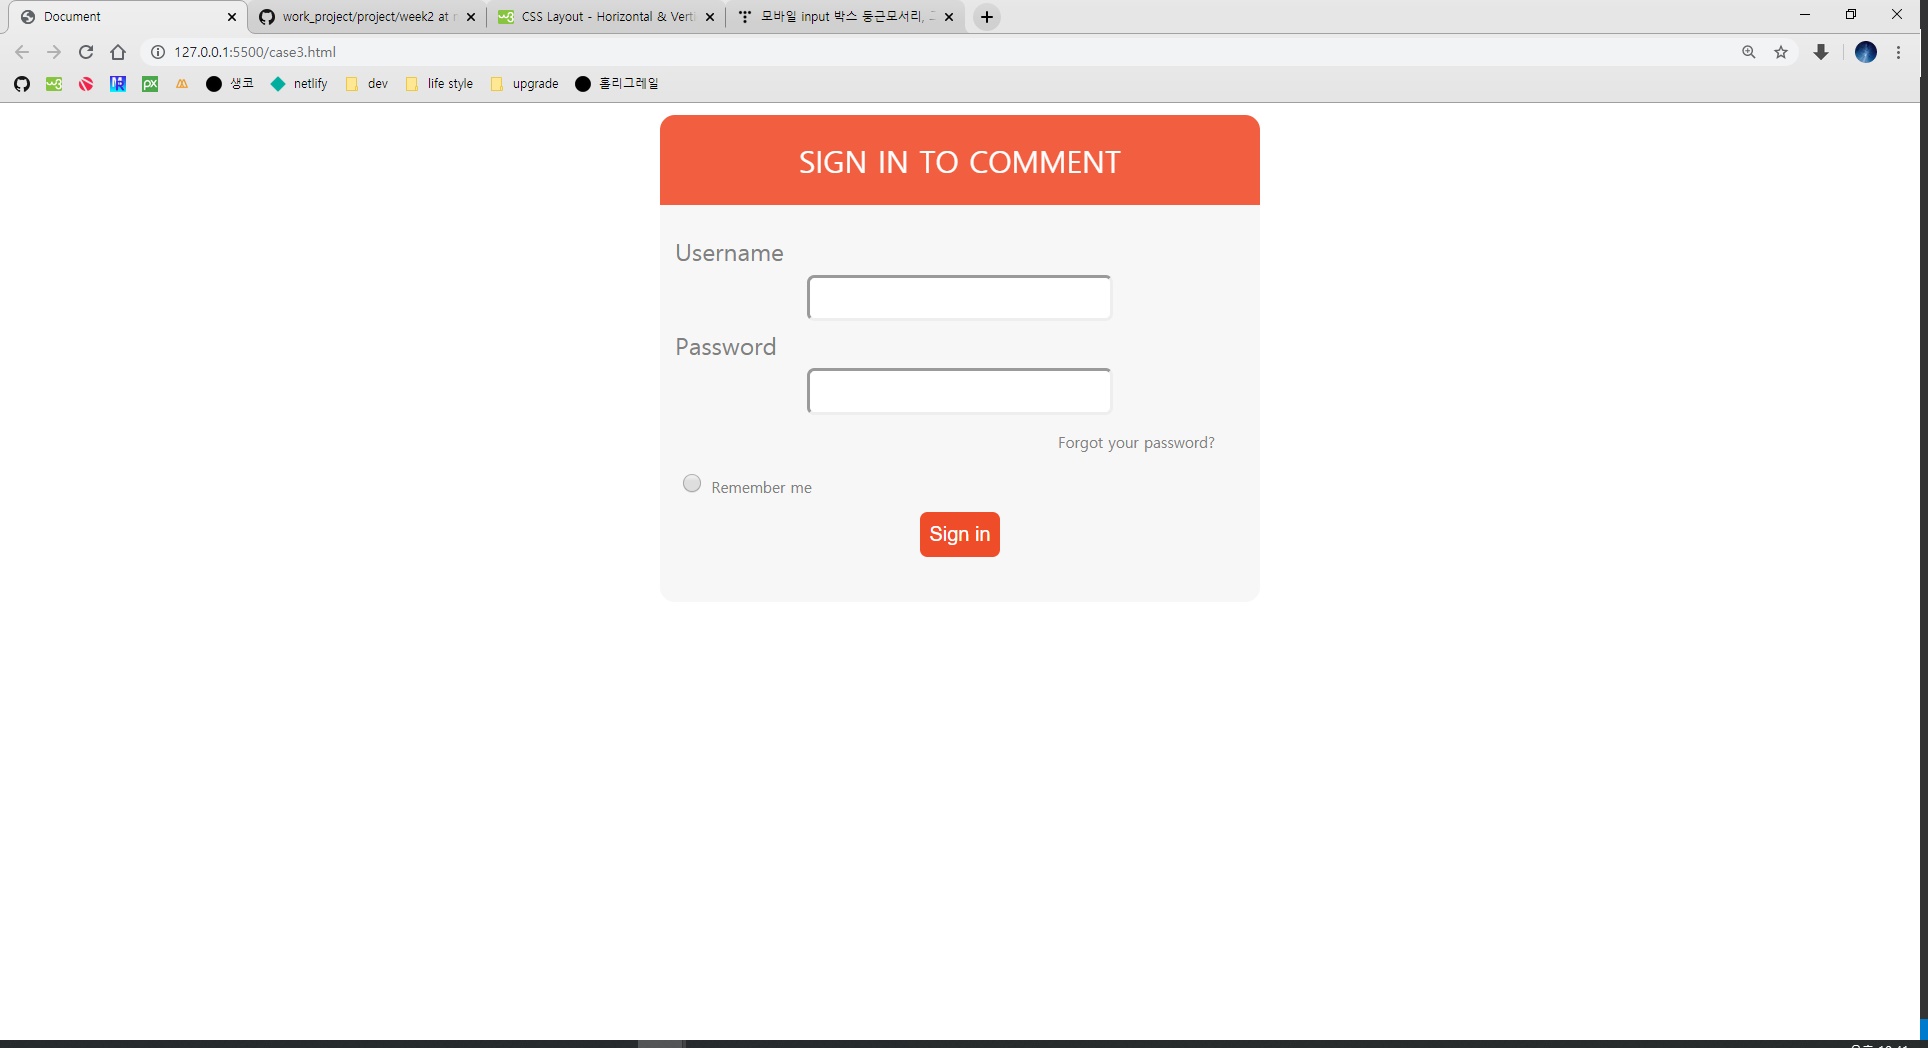 Document
work_project/project/week2 at
CSS Layout - Horizontal & Verti
모바일 input 박스 둥근모서리,
127.0.0.1:5500/case3.html
생코
netlify
dev
life style
upgrade
홀리그레일
SIGN IN TO COMMENT
Username
Password
Forgot your password?
Remember me
Sign in